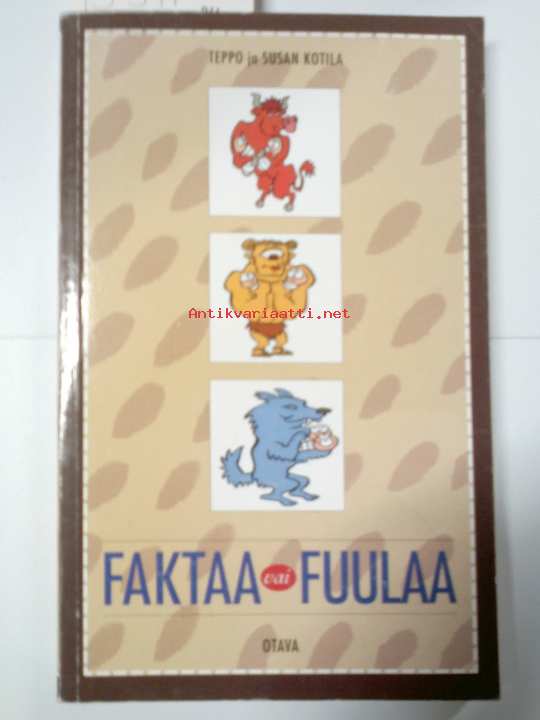 TEPPO ja SUSAN KOTILA
Antikvariaatti.net
FAKTAA vai FUULAA
OTAVA